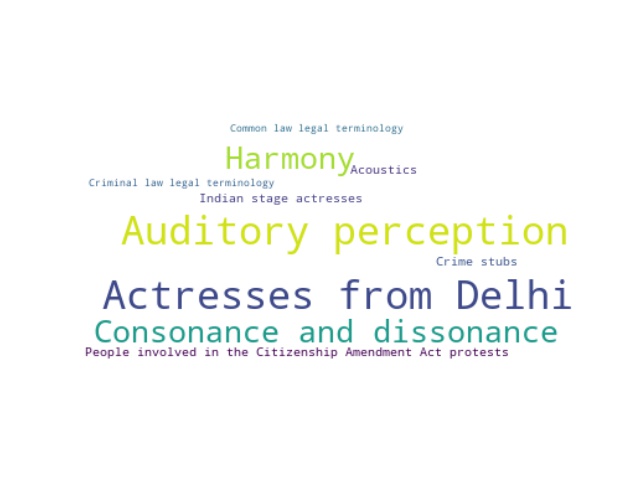 Common law legal terminology
Harmony
Acoustics
Criminal law legal terminology
Indian stage actresses
Auditory perception
Crime stubs
Actresses from Delhi
Consonance and dissonance
People involved in the Citizenship Amendment Act protests